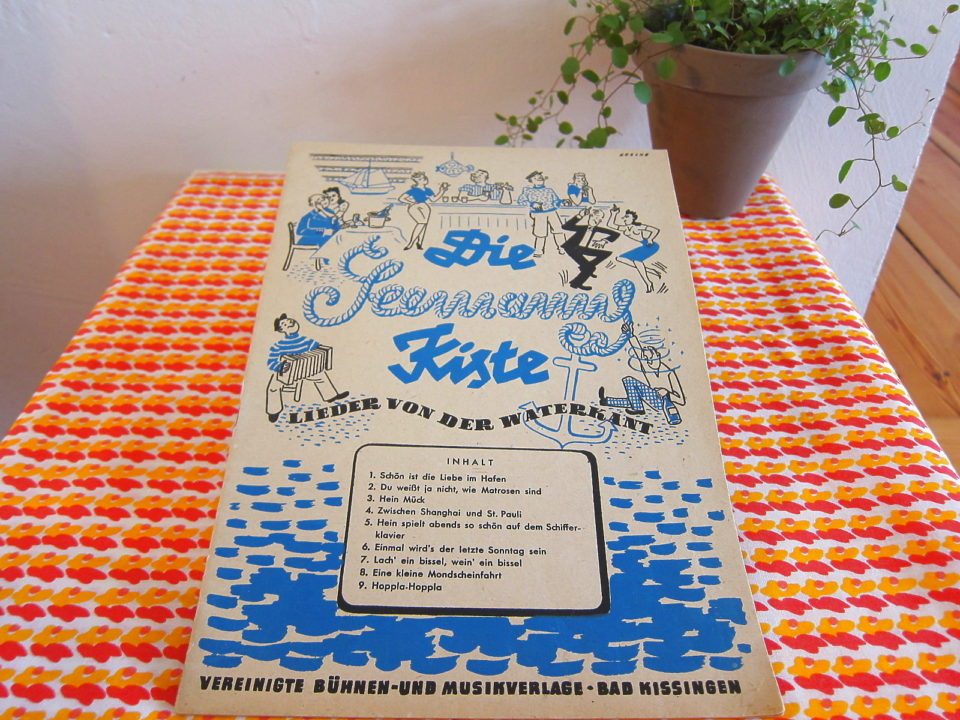 Die
Seemanns
Kiste
LIEDER VON DER WATERKANT
INHALT
1. Schön ist die Liebe im Hafen
2. Du weißt ja nicht, wie Matrosen sind
3. Hein Mück
4. Zwischen Shanghai und St. Pauli
5. Hein spielt abends so schön auf dem Schiffer-
klavier
6. Einmal wird's der letzte Sonntag sein
7. Lach' ein bissel, wein' ein bissel
8. Eine kleine Mondscheinfahrt
9. Hoppla-Hoppla
VEREINIGTE BÜHNEN-UND MUSIKVERLAGE · BAD KISSINGEN